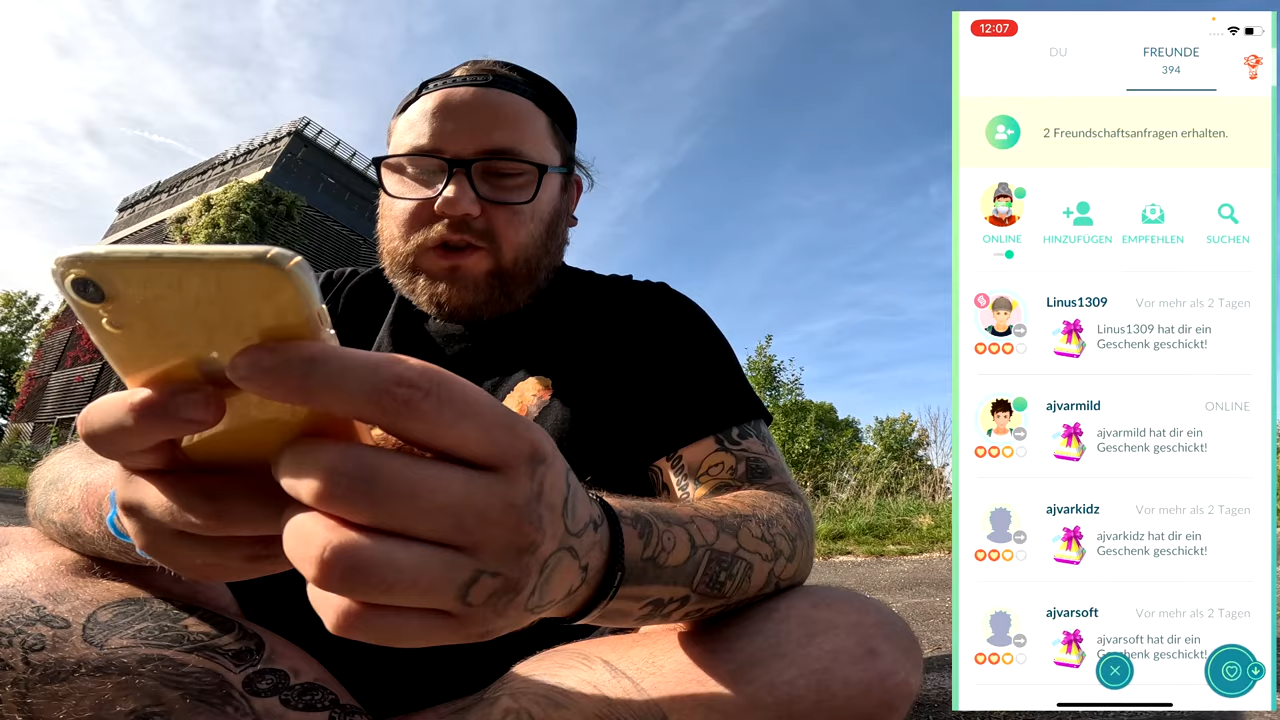 12:07
DU
FREUNDE
394
2 Freundschaftsanfragen erhalten.
ONLINE
HINZUFÜGEN
EMPFEHLEN
SUCHEN
Linus1309
Vor mehr als 2 Tagen
Linus1309 hat dir ein
Geschenk geschickt!
ajvarmild
ONLINE
ajvarmild hat dir ein
Geschenk geschickt!
ajvarkidz
Vor mehr als 2 Tagen
ajvarkidz hat dir ein
Geschenk geschickt!
ajvarsoft
Vor mehr als 2 Tagen
ajvarsoft hat dir ein
Geschenk geschickt!